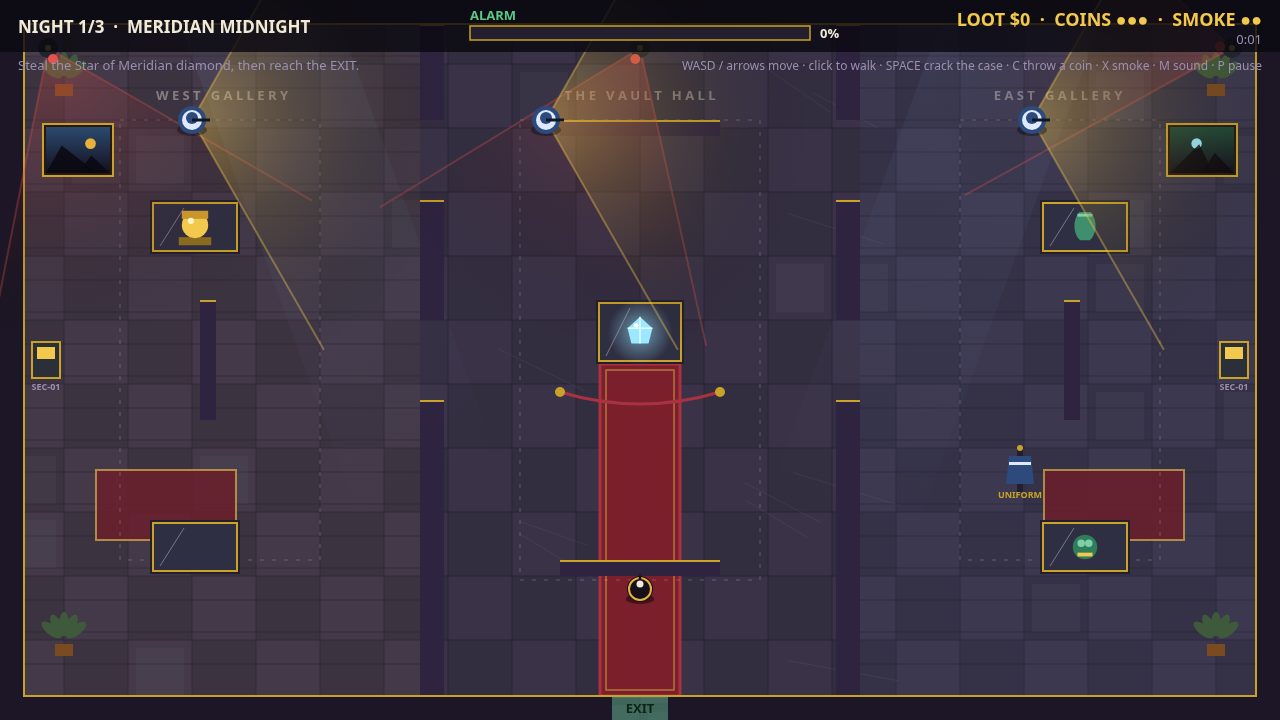 NIGHT 1/3 · MERIDIAN MIDNIGHT
ALARM
0%
LOOT $0 · COINS ●●● · SMOKE ●●
0:01
Steal the Star of Meridian diamond, then reach the EXIT.
WASD / arrows move · click to walk · SPACE crack the case · C throw a coin · X smoke · M sound · P pause
WEST GALLERY
THE VAULT HALL
EAST GALLERY
SEC-01
SEC-01
UNIFORM
EXIT